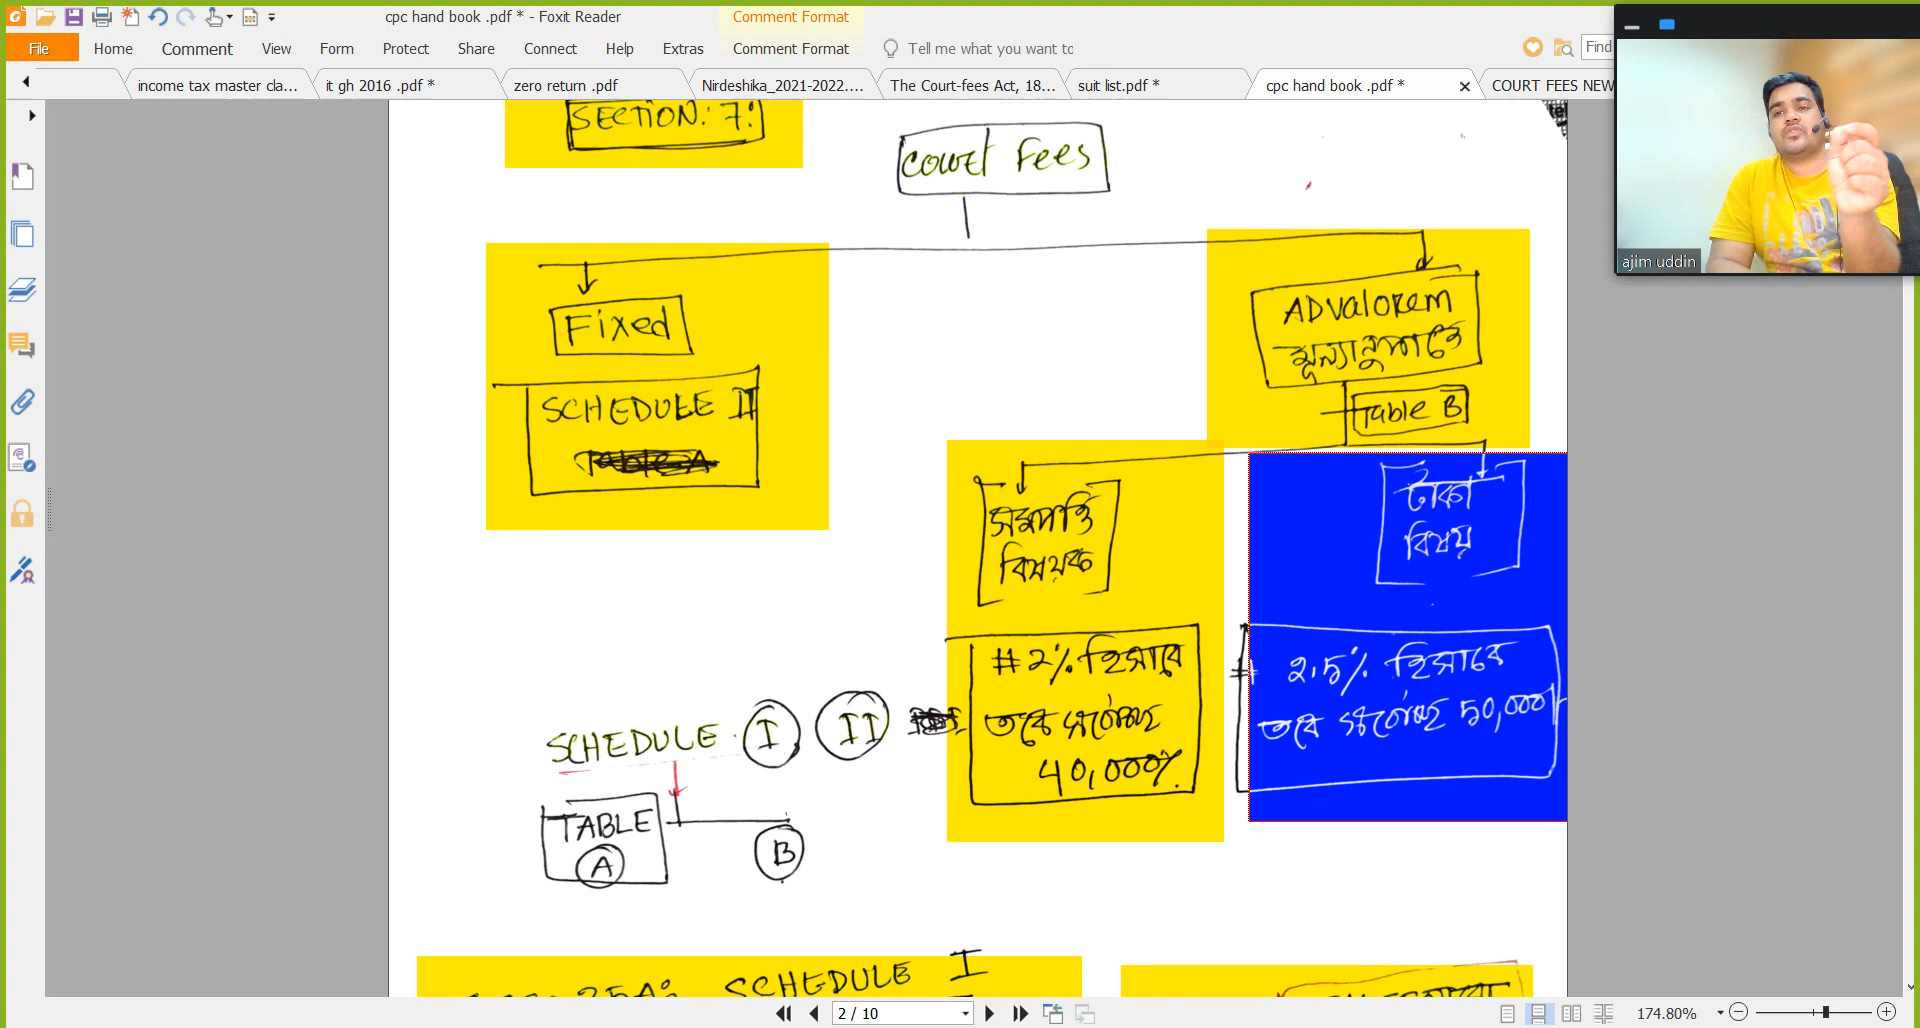 cpc hand book .pdf * - Foxit Reader
Comment Format
File
Home
Comment
View
Form
Protect
Share
Connect
Help
Extras
Comment Format
Tell me what you want to
Find
income tax master cla...
it gh 2016 .pdf *
zero return .pdf
Nirdeshika_2021-2022....
The Court-fees Act, 18...
suit list.pdf *
cpc hand book .pdf *
COURT FEES NEW
ajim uddin
SECTION: 7:
Court Fees
Fixed
SCHEDULE II
ADValorem
মূল্যানুপাতে
Table B
সম্পত্তি
বিষয়ক
টাকা
বিষয়
# 2% হিসাবে
তবে সর্বোচ্চ
40,000/-
# 2.5% হিসাবে
তবে সর্বোচ্চ 50,000/-
SCHEDULE. I II
TABLE
A
B
SCHEDULE I
2 / 10
174.80%